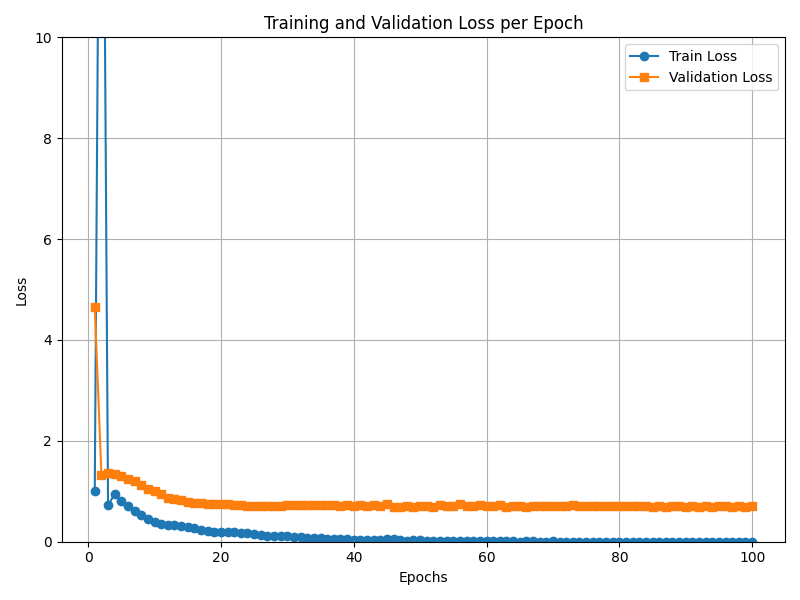 Training and Validation Loss per Epoch
Train Loss
Validation Loss
10
8
6
4
2
0
Loss
0 20 40 60 80 100
Epochs